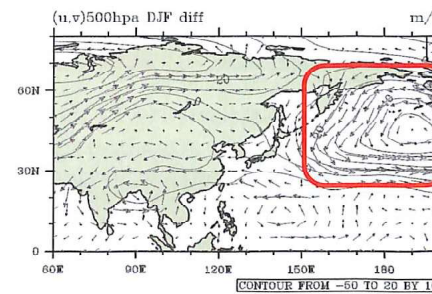 (u,v)500hpa DJF diff m/
60N
30N
0
60E 90E 120E 150E 180
CONTOUR FROM -50 TO 20 BY 1